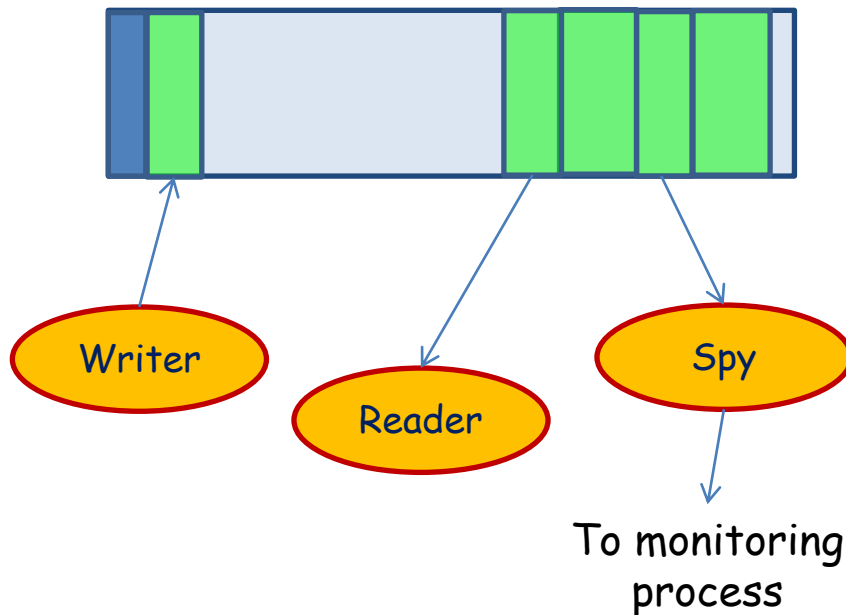 Writer
Reader
Spy
To monitoring
process